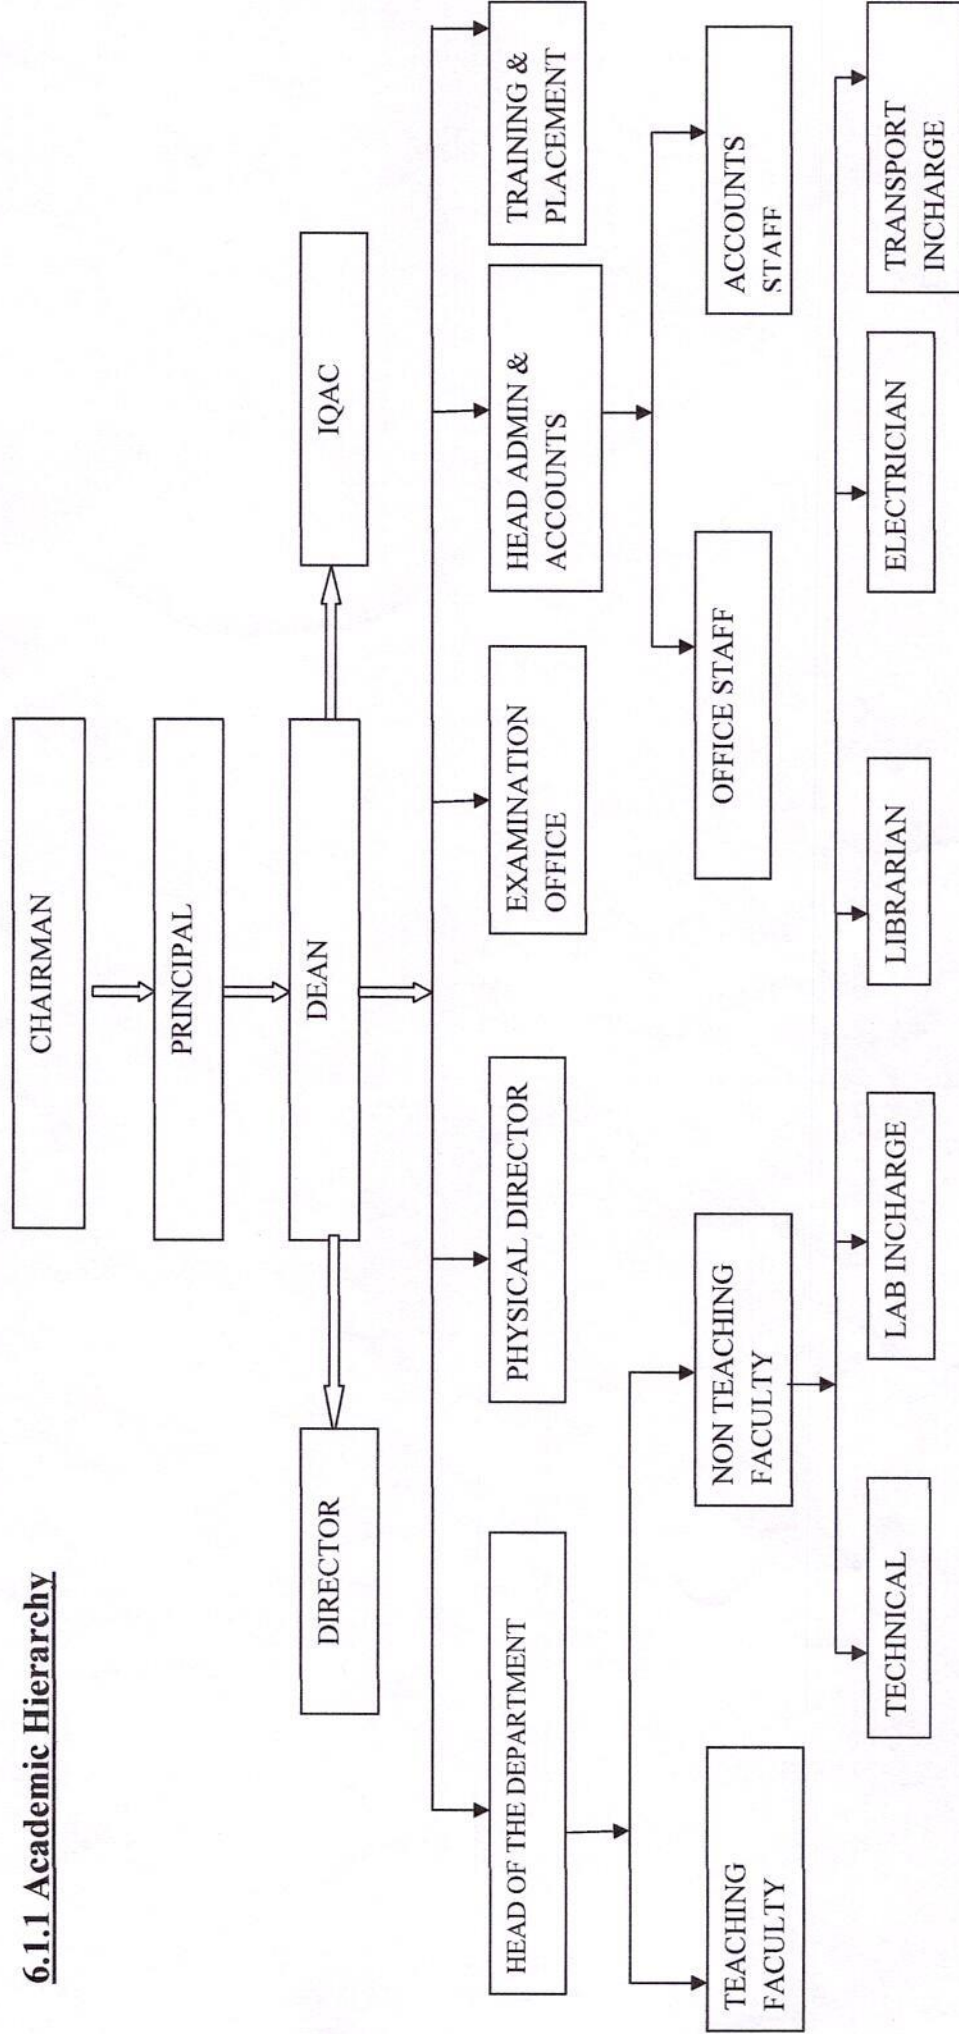 6.1.1 Academic Hierarchy
CHAIRMAN
PRINCIPAL
DIRECTOR
DEAN
IQAC
HEAD OF THE DEPARTMENT
PHYSICAL DIRECTOR
EXAMINATION
OFFICE
HEAD ADMIN &
ACCOUNTS
TRAINING &
PLACEMENT
TEACHING
FACULTY
NON TEACHING
FACULTY
OFFICE STAFF
ACCOUNTS
STAFF
TECHNICAL
LAB INCHARGE
LIBRARIAN
ELECTRICIAN
TRANSPORT
INCHARGE